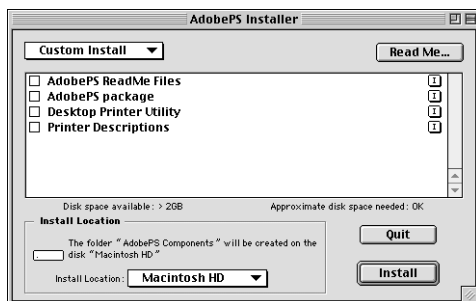 AdobePS Installer
Custom Install
Read Me...
AdobePS ReadMe Files
AdobePS package
Desktop Printer Utility
Printer Descriptions
Disk space available: > 2GB Approximate disk space needed: 0K
Install Location
The folder "AdobePS Components" will be created on the
disk "Macintosh HD"
Install Location: Macintosh HD
Quit
Install